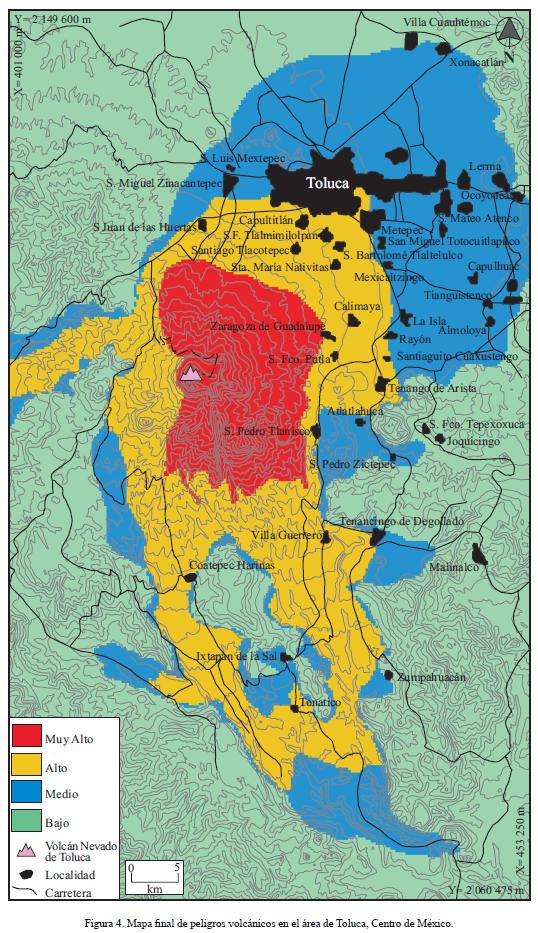 Y= 2 149 600 m
X= 401 000 m
Villa Cuauhtémoc
Xonacatlán
N
S. Luis Mextepec
Lerma
S. Miguel Zinacantepec
Toluca
Ocoyoacac
S. Mateo Atenco
S Juan de las Huertas
Capultitlán
Metepec
S.F. Tlalmimilolpan
San Miguel Totocuitlapilco
Santiago Tlacotepec
S. Bartolomé Tlaltelulco
Sta. María Nativitas
Capulhuac
Mexicaltzingo
Tianguistenco
Calimaya
La Isla
Zaragoza de Guadalupe
Almoloya
Rayón
S. Fco. Putla
Santiaguito Cuaxustengo
Tenango de Arista
Atlatlahuca
S. Fco. Tepexoxuca
S. Pedro Tlanisco
Joquicingo
S. Pedro Zictepec
Tenancingo de Degollado
Villa Guerrero
Malinalco
Coatepec Harinas
Ixtapan de la Sal
Zumpahuacán
Tonatico
Muy Alto
Alto
Medio
Bajo
Volcán Nevado
de Toluca
Localidad
Carretera
0 5
km
X= 453 250 m
Y= 2 060 475 m
Figura 4. Mapa final de peligros volcánicos en el área de Toluca, Centro de México.